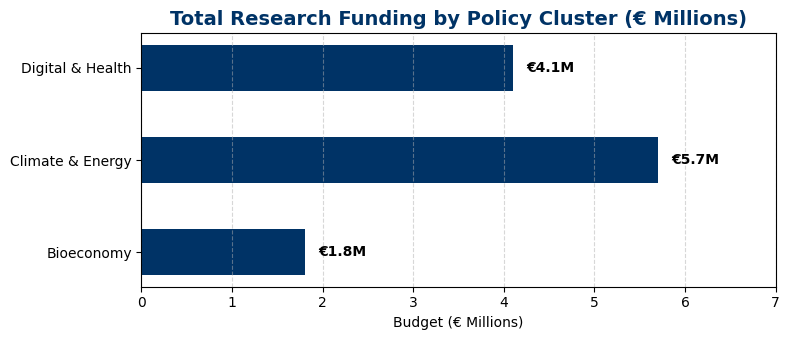 Total Research Funding by Policy Cluster (€ Millions)
Digital & Health
€4.1M
Climate & Energy
€5.7M
Bioeconomy
€1.8M
0 1 2 3 4 5 6 7
Budget (€ Millions)